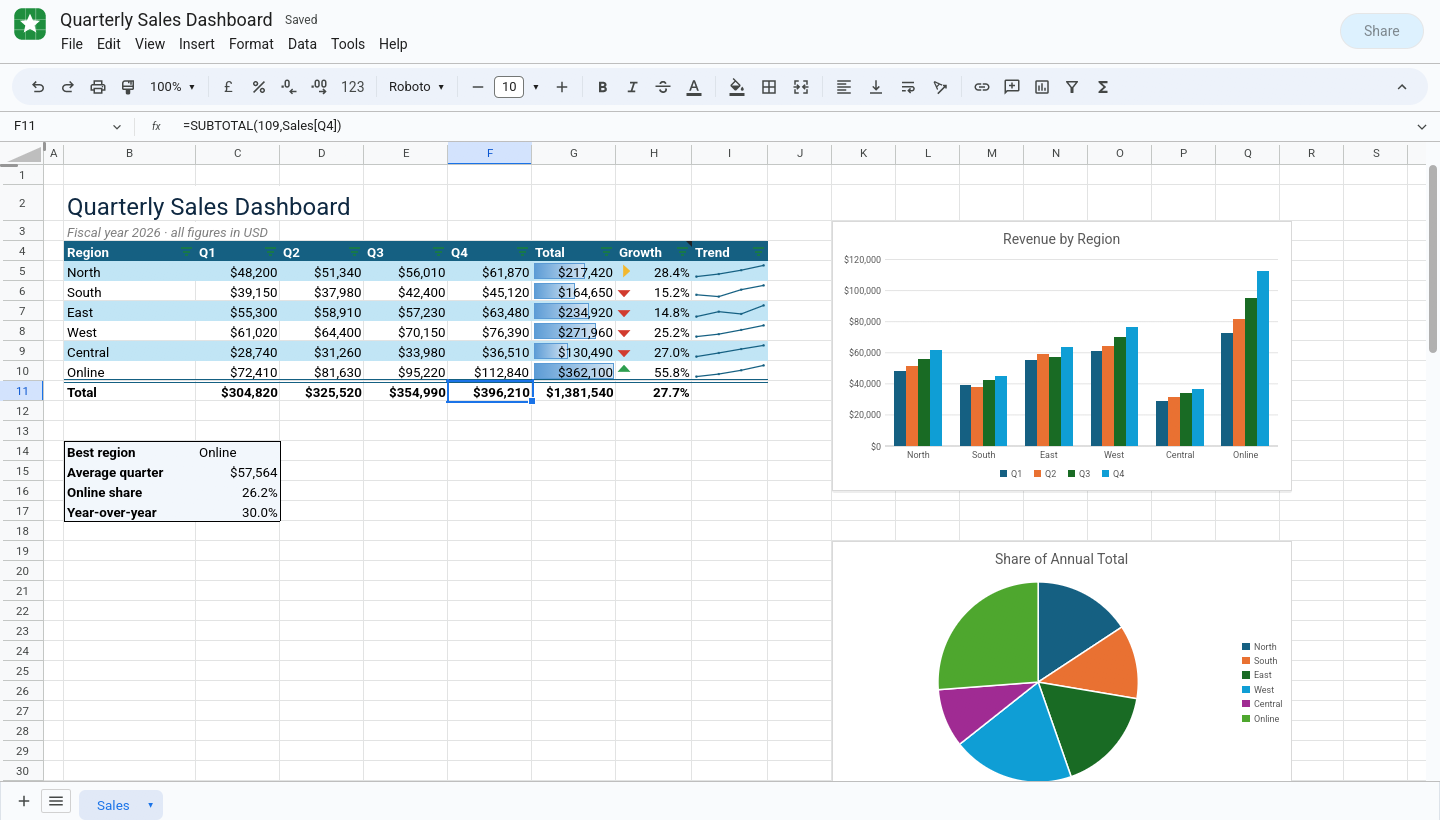 Quarterly Sales Dashboard Saved
File Edit View Insert Format Data Tools Help
Share
100% £ % .0 .00 123 Roboto 10 B I A Σ
F11 fx =SUBTOTAL(109,Sales[Q4])
A B C D E F G H I J K L M N O P Q R S
1
2 Quarterly Sales Dashboard
3 Fiscal year 2026 · all figures in USD
4 Region Q1 Q2 Q3 Q4 Total Growth Trend
5 North $48,200 $51,340 $56,010 $61,870 $217,420 28.4%
6 South $39,150 $37,980 $42,400 $45,120 $164,650 15.2%
7 East $55,300 $58,910 $57,230 $63,480 $234,920 14.8%
8 West $61,020 $64,400 $70,150 $76,390 $271,960 25.2%
9 Central $28,740 $31,260 $33,980 $36,510 $130,490 27.0%
10 Online $72,410 $81,630 $95,220 $112,840 $362,100 55.8%
11 Total $304,820 $325,520 $354,990 $396,210 $1,381,540 27.7%
12
13
14 Best region Online
15 Average quarter $57,564
16 Online share 26.2%
17 Year-over-year 30.0%
18
19
20
21
22
23
24
25
26
27
28
29
30
Revenue by Region
$120,000
$100,000
$80,000
$60,000
$40,000
$20,000
$0
North South East West Central Online
Q1 Q2 Q3 Q4
Share of Annual Total
North
South
East
West
Central
Online
Sales